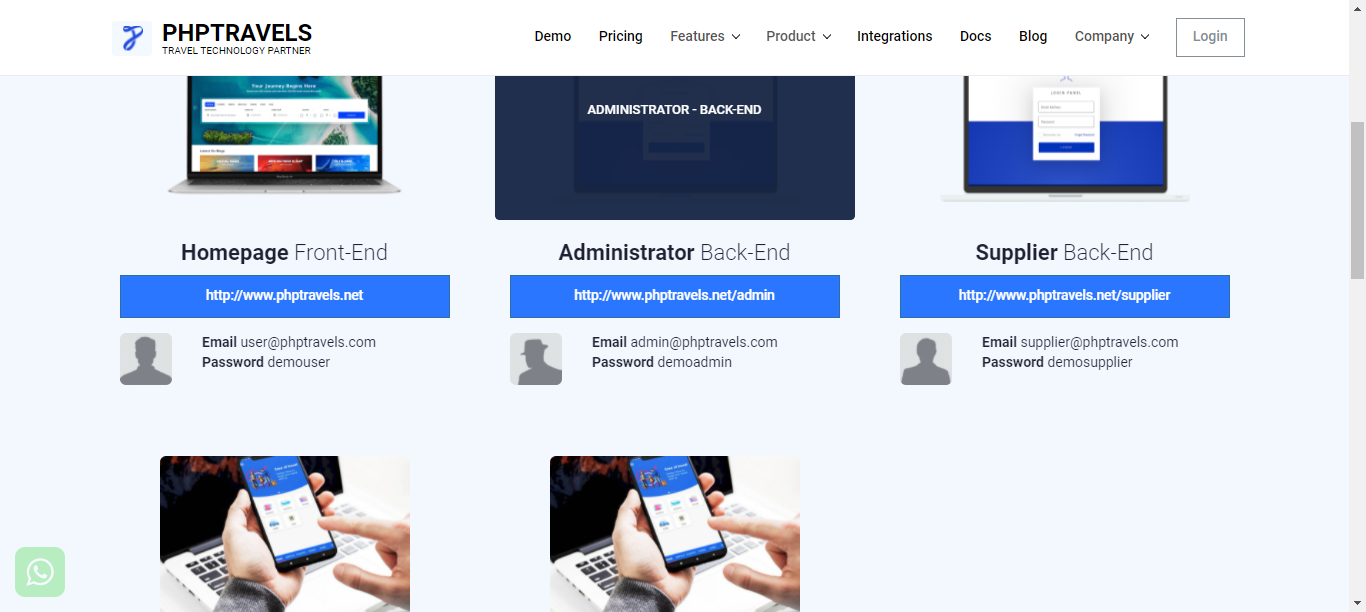 PHPTRAVELS
TRAVEL TECHNOLOGY PARTNER
Demo Pricing Features Product Integrations Docs Blog Company Login
Your Journey Begins Here
ADMINISTRATOR - BACK-END
LOGIN PANEL
Email Address
Password
Homepage Front-End
Administrator Back-End
Supplier Back-End
http://www.phptravels.net
http://www.phptravels.net/admin
http://www.phptravels.net/supplier
Email user@phptravels.com
Password demouser
Email admin@phptravels.com
Password demoadmin
Email supplier@phptravels.com
Password demosupplier